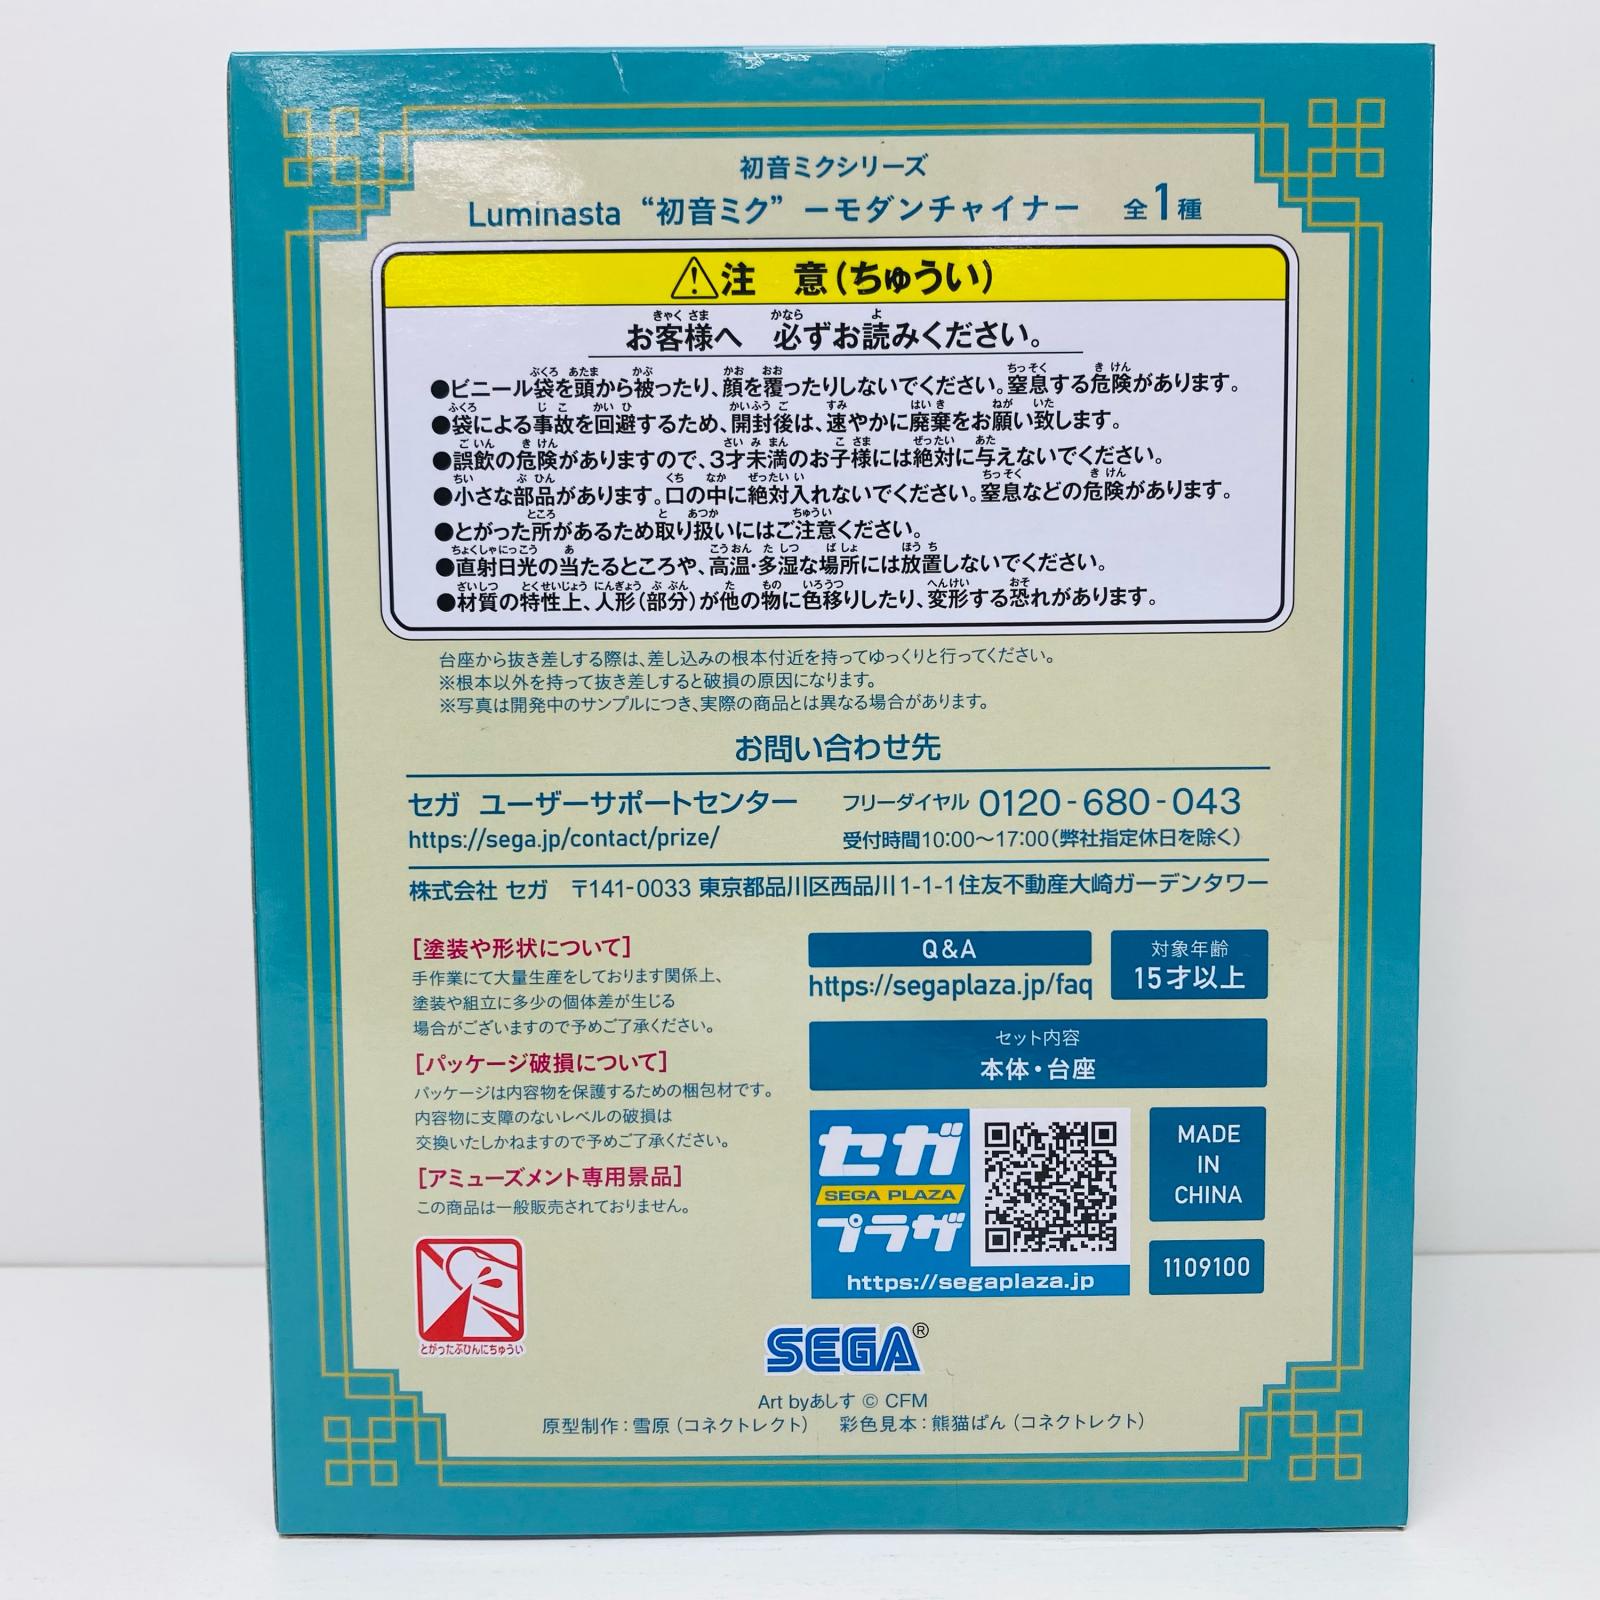 初音ミクシリーズ
Luminasta “初音ミク” ーモダンチャイナー 全1種
注 意(ちゅうい)
お客様へ 必ずお読みください。
●ビニール袋を頭から被ったり、顔を覆ったりしないでください。窒息する危険があります。
●袋による事故を回避するため、開封後は、速やかに廃棄をお願い致します。
●誤飲の危険がありますので、3才未満のお子様には絶対に与えないでください。
●小さな部品があります。口の中に絶対入れないでください。窒息などの危険があります。
●とがった所があるため取り扱いにはご注意ください。
●直射日光の当たるところや、高温・多湿な場所には放置しないでください。
●材質の特性上、人形(部分)が他の物に色移りしたり、変形する恐れがあります。
台座から抜き差しする際は、差し込みの根本付近を持ってゆっくりと行ってください。
※根本以外を持って抜き差しすると破損の原因になります。
※写真は開発中のサンプルにつき、実際の商品とは異なる場合があります。
お問い合わせ先
セガ ユーザーサポートセンター フリーダイヤル 0120-680-043
https://sega.jp/contact/prize/ 受付時間10:00～17:00(弊社指定休日を除く)
株式会社 セガ 〒141-0033 東京都品川区西品川1-1-1住友不動産大崎ガーデンタワー
[塗装や形状について]
手作業にて大量生産をしております関係上、
塗装や組立に多少の個体差が生じる
場合がございますので予めご了承ください。
[パッケージ破損について]
パッケージは内容物を保護するための梱包材です。
内容物に支障のないレベルの破損は
交換いたしかねますので予めご了承ください。
[アミューズメント専用景品]
この商品は一般販売されておりません。
とがったぶひんにちゅうい
Q&A
https://segaplaza.jp/faq
対象年齢
15才以上
セット内容
本体・台座
セガ
SEGA PLAZA
プラザ
https://segaplaza.jp
MADE
IN
CHINA
1109100
SEGA®
Art byあしす © CFM
原型制作:雪原(コネクトレクト) 彩色見本:熊猫ぱん(コネクトレクト)